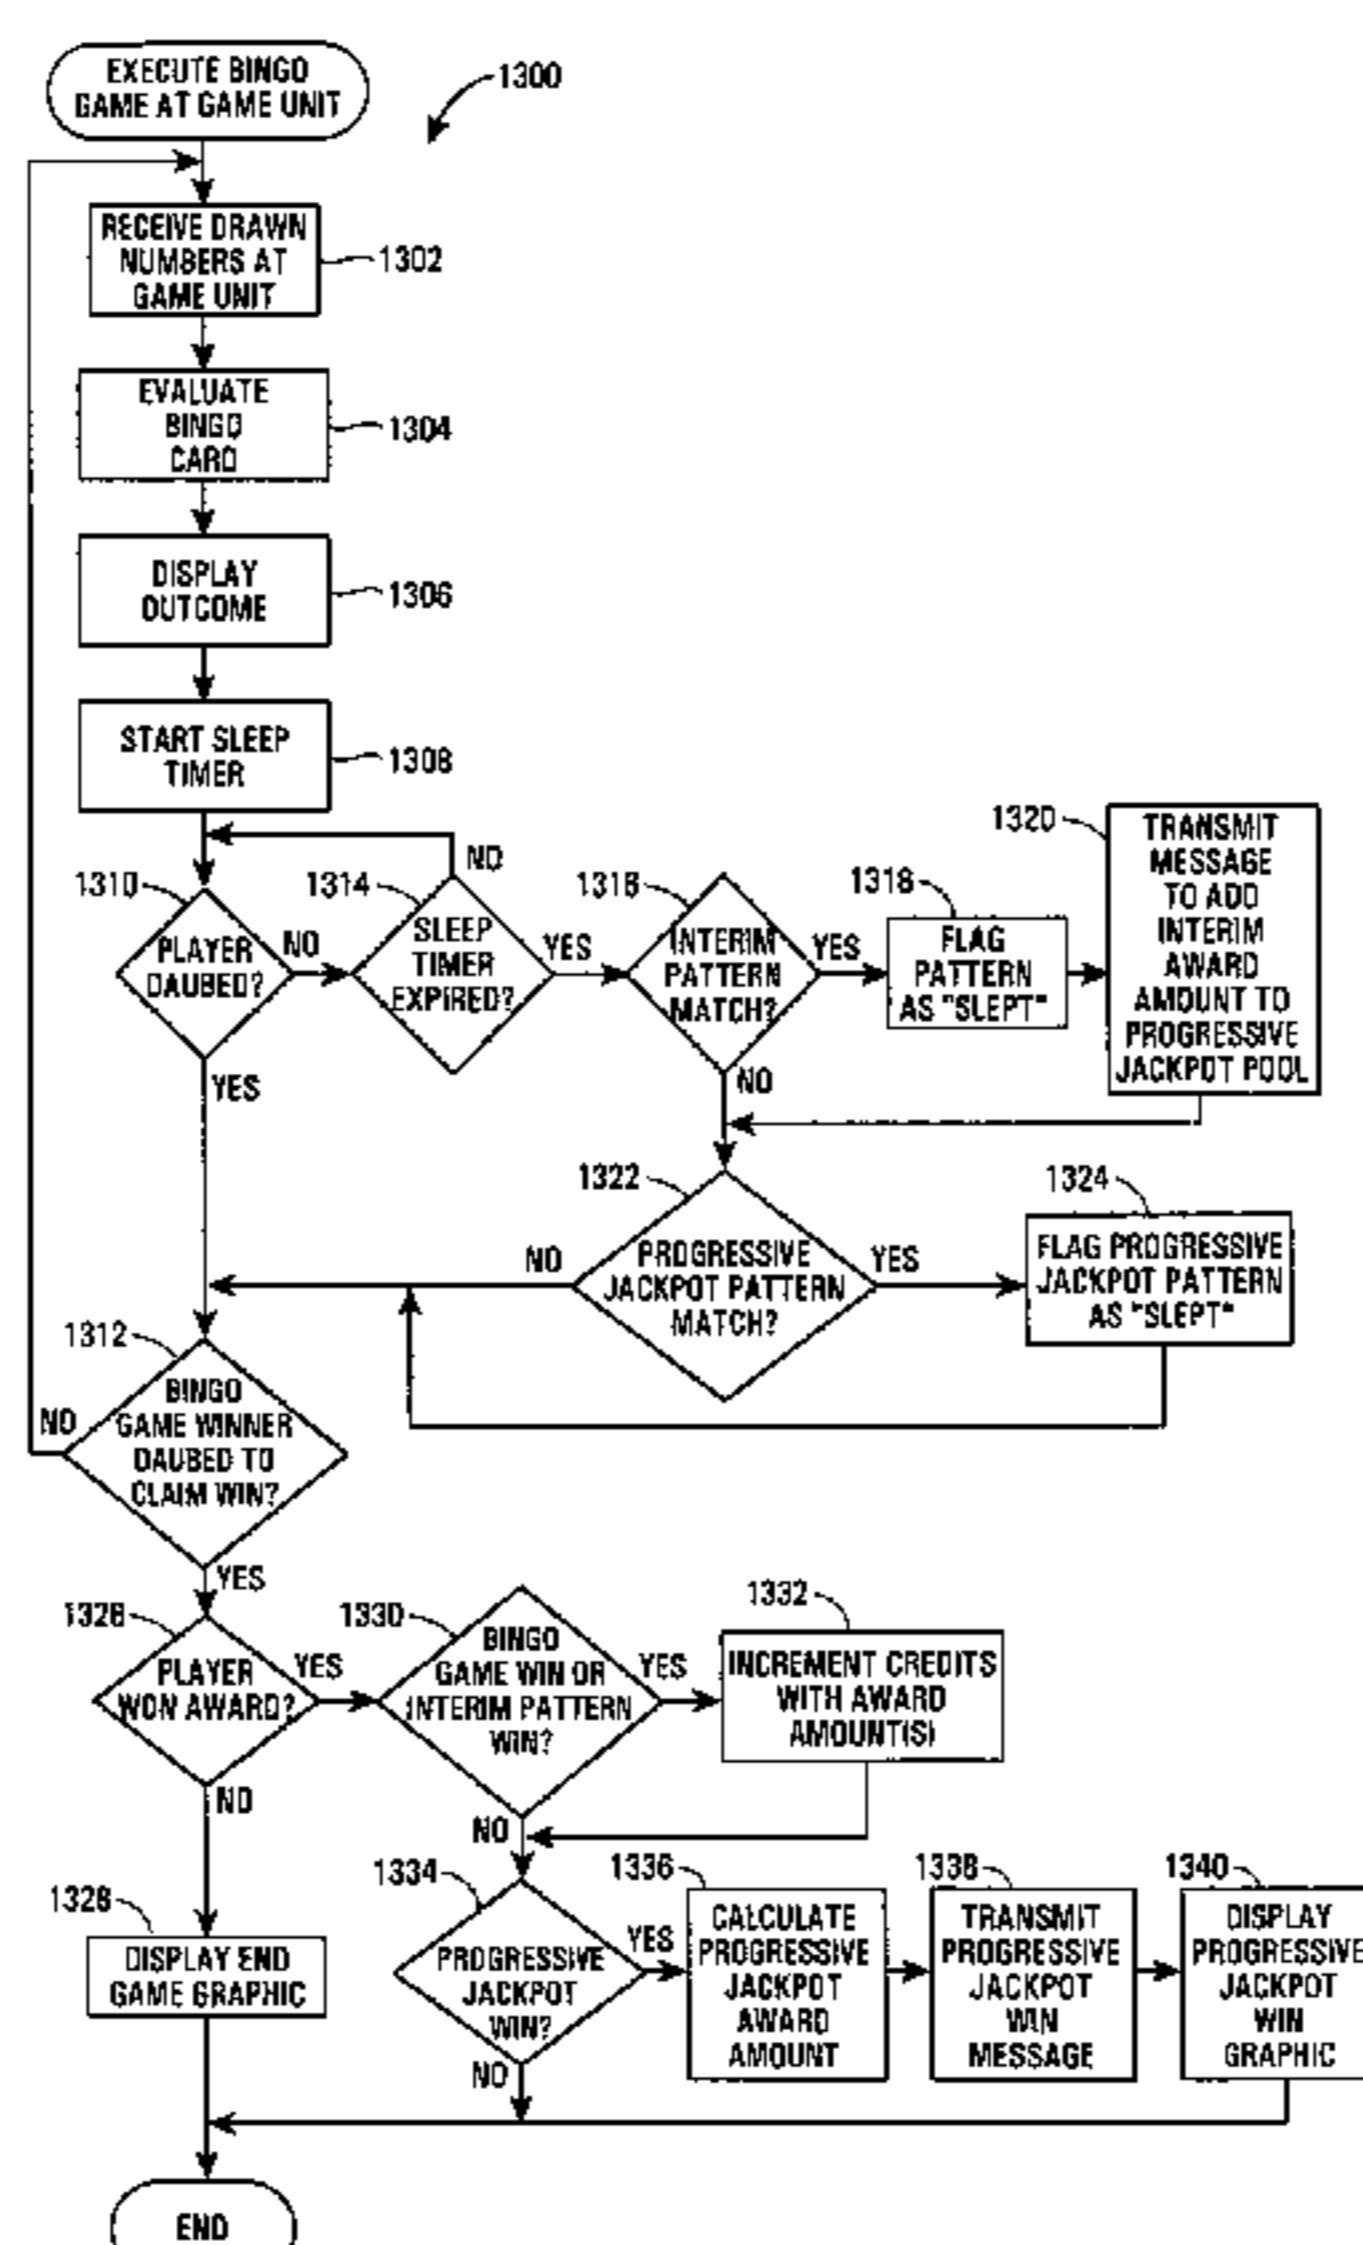 EXECUTE BINGO
GAME AT GAME UNIT
1300
RECEIVE DRAWN
NUMBERS AT
GAME UNIT
1302
EVALUATE
BINGO
CARD
1304
DISPLAY
OUTCOME
1306
START SLEEP
TIMER
1308
1310
PLAYER
DAUBED?
NO
YES
1314
SLEEP
TIMER
EXPIRED?
NO
YES
1316
INTERIM
PATTERN
MATCH?
YES
NO
1318
FLAG
PATTERN
AS "SLEPT"
1320
TRANSMIT
MESSAGE
TO ADD
INTERIM
AWARD
AMOUNT TO
PROGRESSIVE
JACKPOT POOL
1322
PROGRESSIVE
JACKPOT PATTERN
MATCH?
NO
YES
1324
FLAG PROGRESSIVE
JACKPOT PATTERN
AS "SLEPT"
1312
BINGO
GAME WINNER
DAUBED TO
CLAIM WIN?
NO
YES
1326
PLAYER
WON AWARD?
YES
NO
1330
BINGO
GAME WIN OR
INTERIM PATTERN
WIN?
YES
NO
1332
INCREMENT CREDITS
WITH AWARD
AMOUNT(S)
1328
DISPLAY END
GAME GRAPHIC
1334
PROGRESSIVE
JACKPOT
WIN?
YES
NO
1336
CALCULATE
PROGRESSIVE
JACKPOT
AWARD
AMOUNT
1338
TRANSMIT
PROGRESSIVE
JACKPOT
WIN
MESSAGE
1340
DISPLAY
PROGRESSIVE
JACKPOT
WIN
GRAPHIC
END